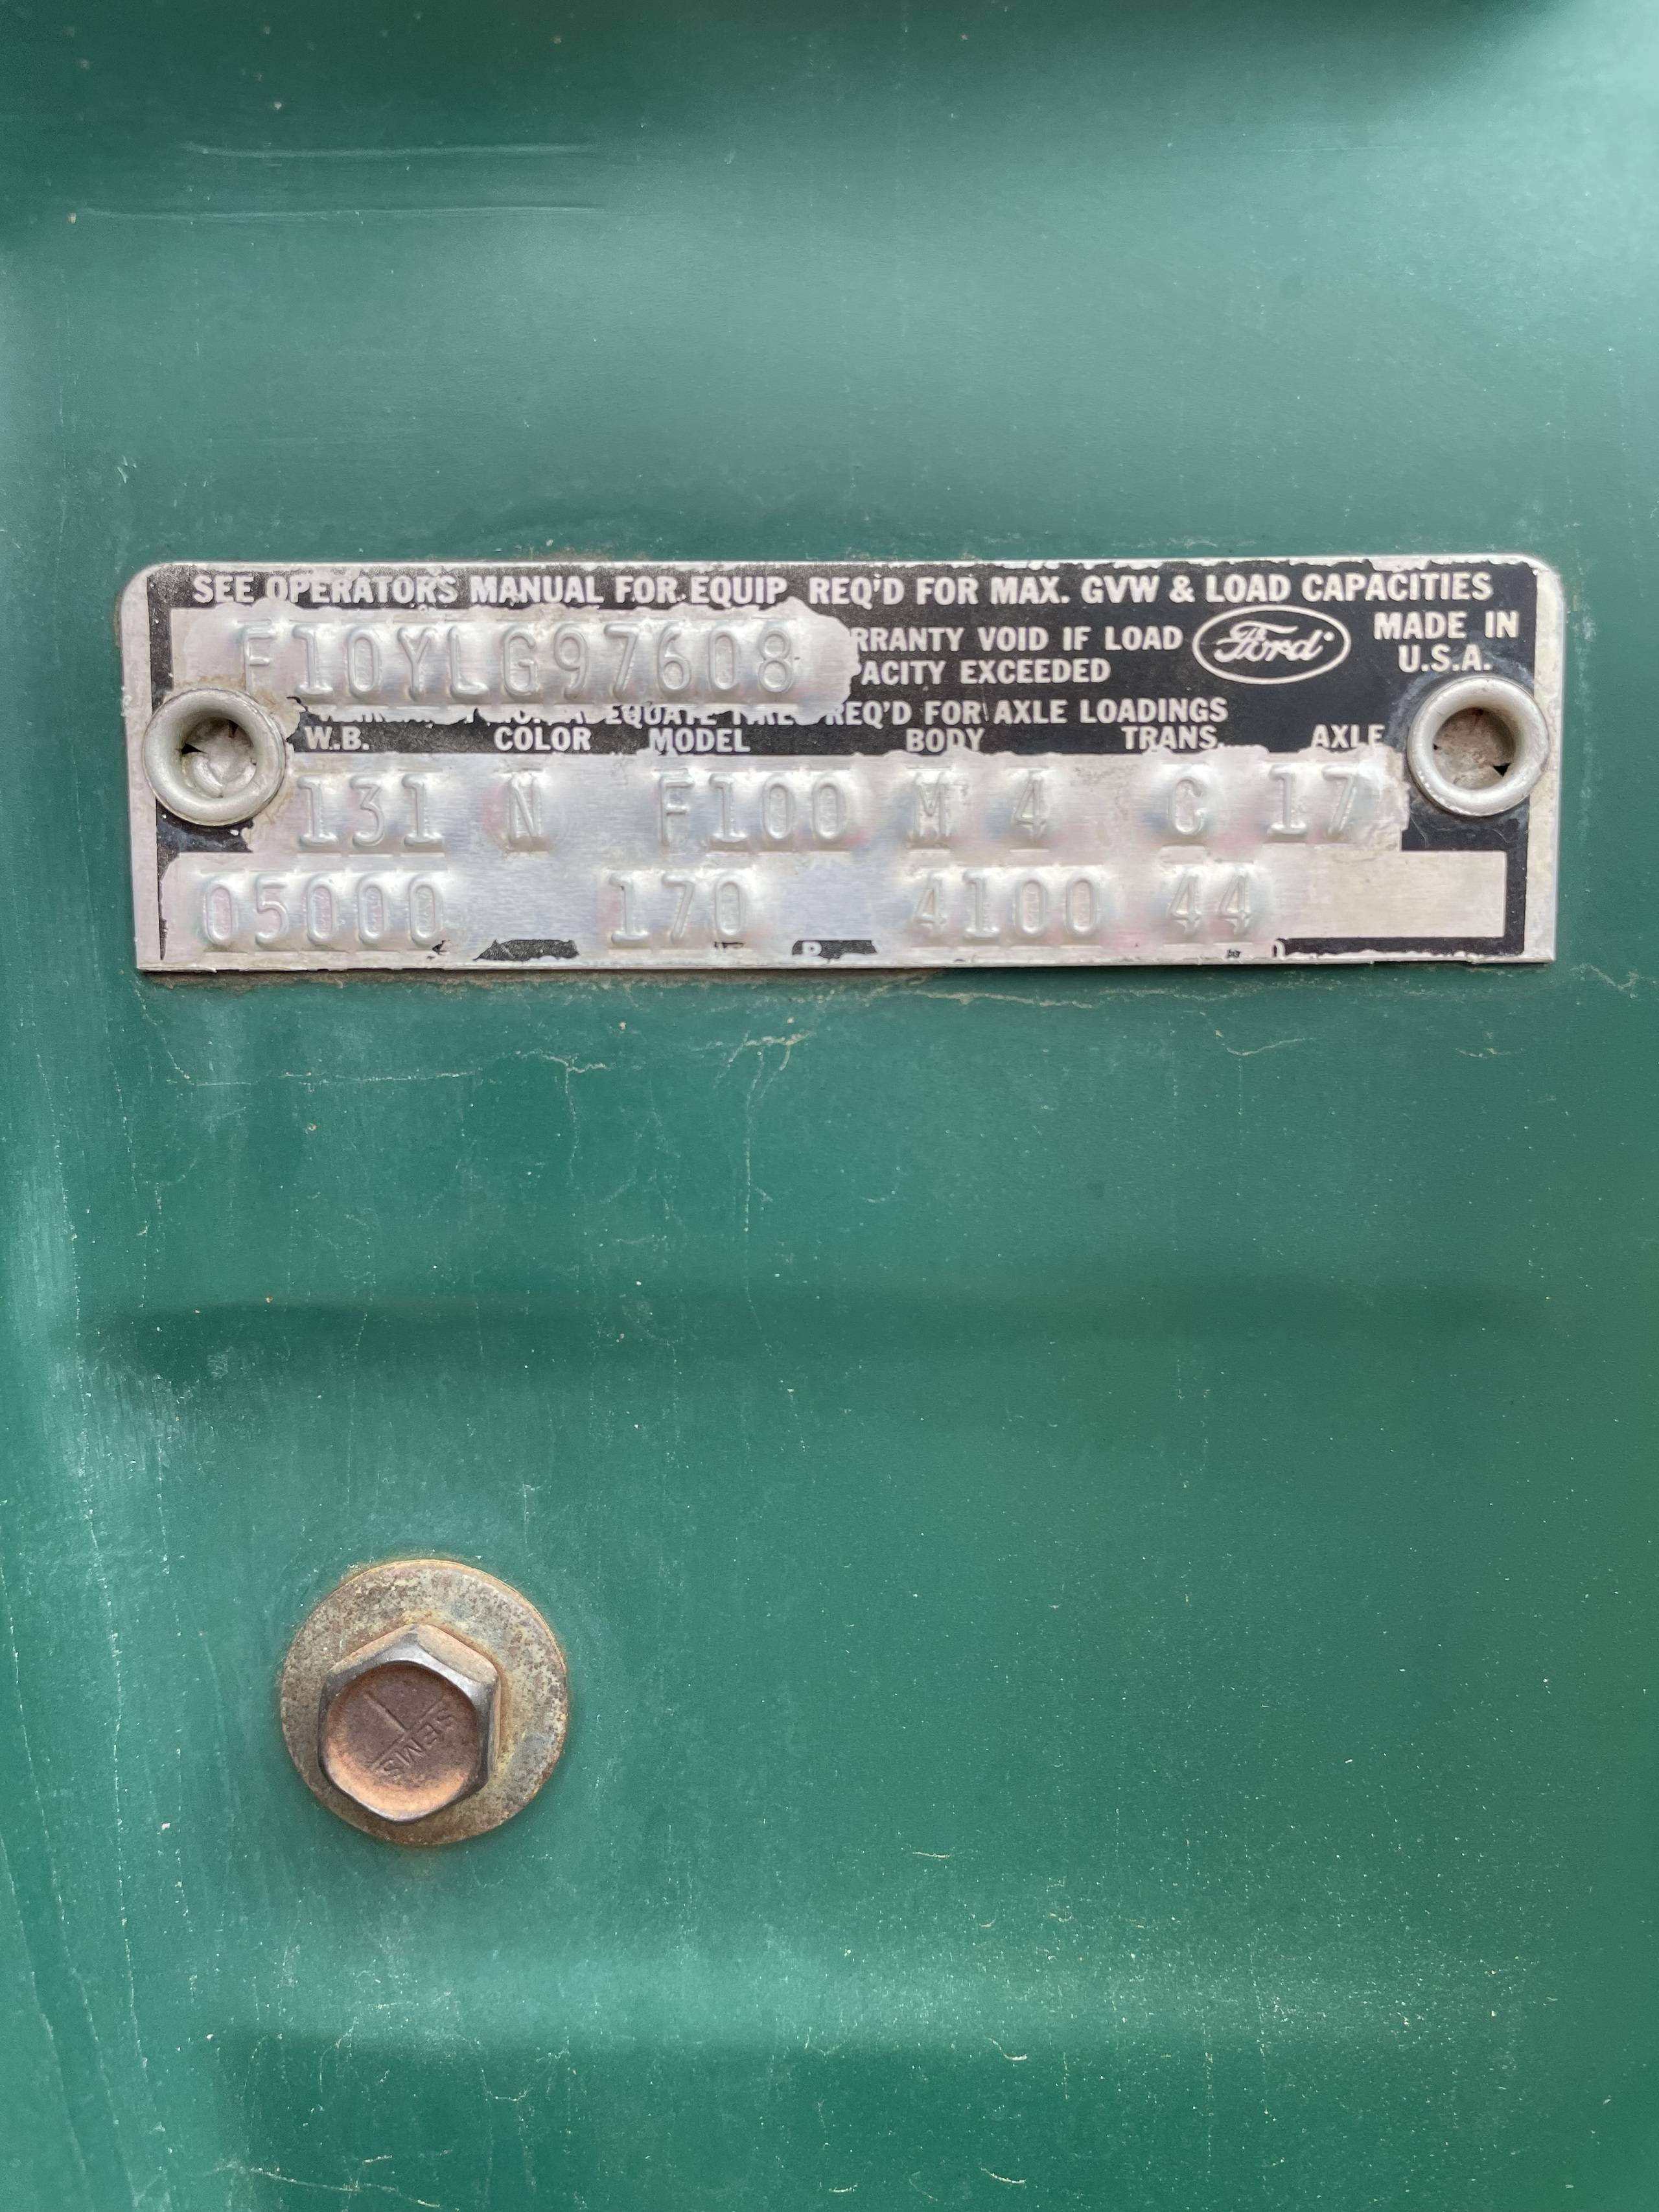 SEE OPERATORS MANUAL FOR EQUIP. REQ'D FOR MAX. GVW & LOAD CAPACITIES
F10YLG97608
RRANTY VOID IF LOAD
ACITY EXCEEDED
Ford
MADE IN
U.S.A.
ADEQUATE TIRES REQ'D FOR AXLE LOADINGS
W.B. COLOR MODEL BODY TRANS. AXLE
131 N F100 M 4 G 17
05000 170 4100 44
SEMS